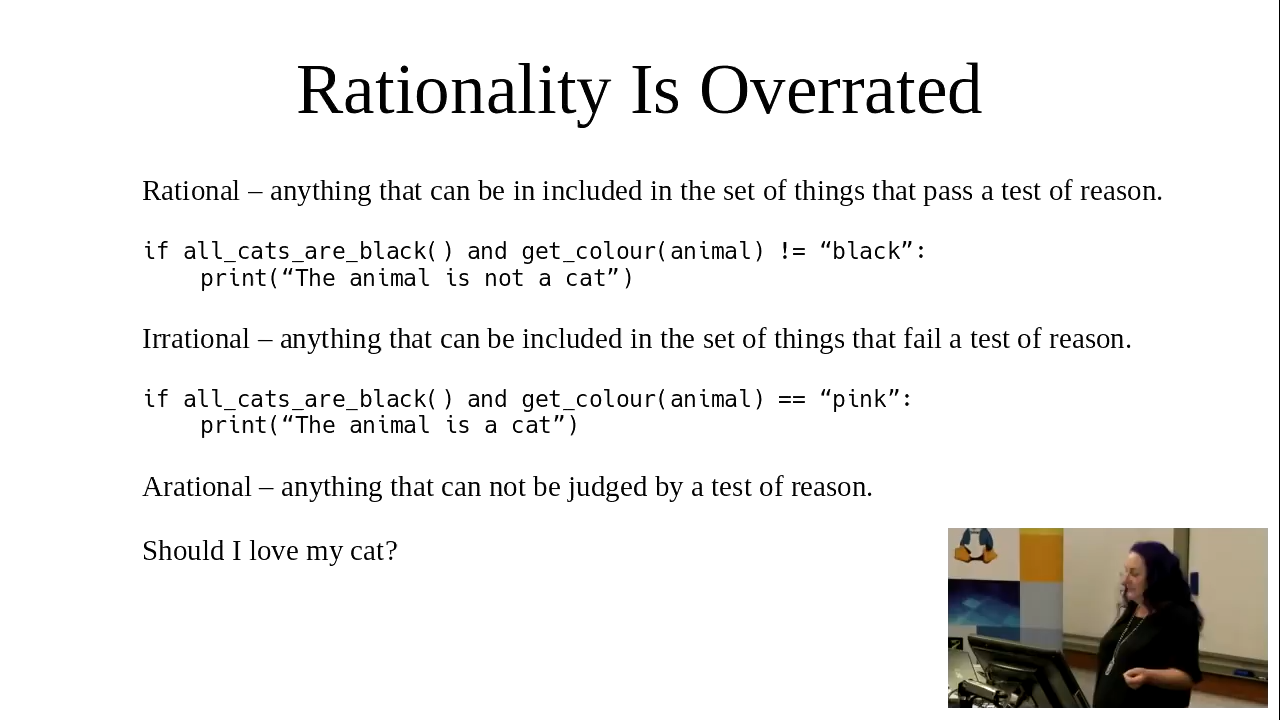 Rationality Is Overrated
Rational – anything that can be in included in the set of things that pass a test of reason.
if all_cats_are_black() and get_colour(animal) != “black”:
print(“The animal is not a cat”)
Irrational – anything that can be included in the set of things that fail a test of reason.
if all_cats_are_black() and get_colour(animal) == “pink”:
print(“The animal is a cat”)
Arational – anything that can not be judged by a test of reason.
Should I love my cat?